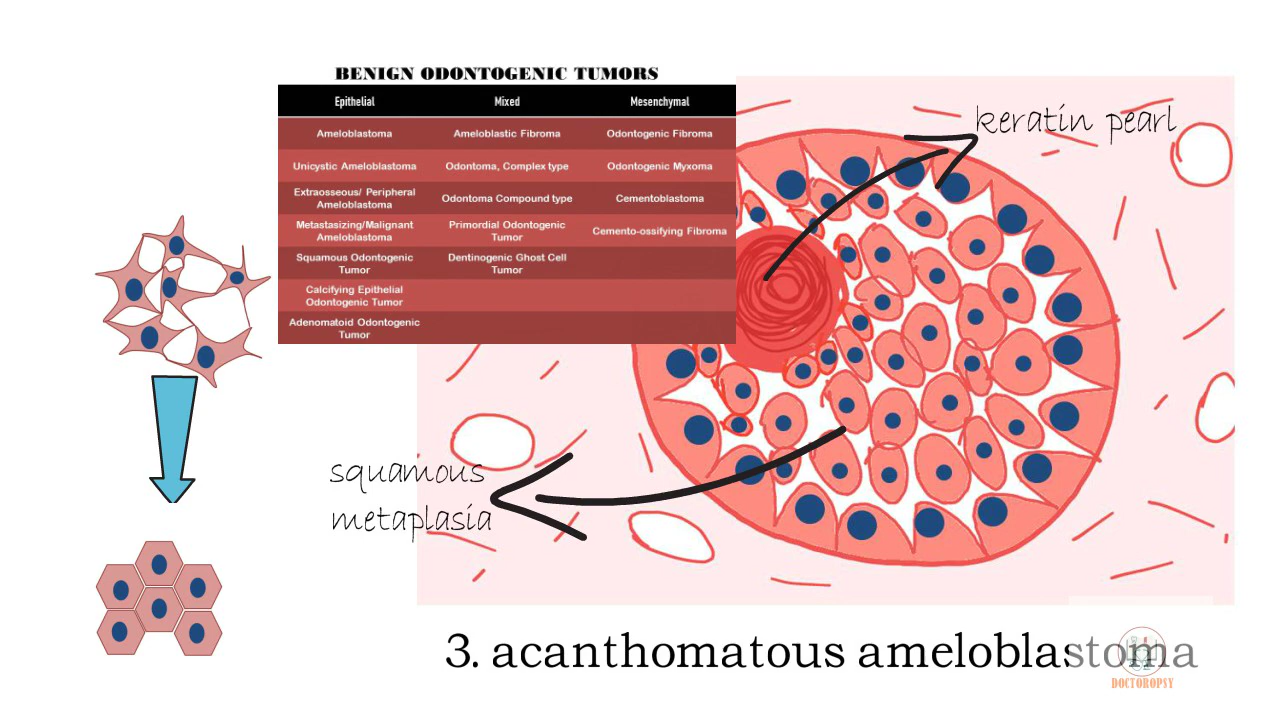 BENIGN ODONTOGENIC TUMORS
Epithelial Mixed Mesenchymal
Ameloblastoma Ameloblastic Fibroma Odontogenic Fibroma
Unicystic Ameloblastoma Odontoma, Complex type Odontogenic Myxoma
Extraosseous/ Peripheral
Ameloblastoma Odontoma Compound type Cementoblastoma
Metastasizing/Malignant
Ameloblastoma Primordial Odontogenic
Tumor Cemento-ossifying Fibroma
Squamous Odontogenic
Tumor Dentinogenic Ghost Cell
Tumor
Calcifying Epithelial
Odontogenic Tumor
Adenomatoid Odontogenic
Tumor
keratin pearl
squamous
metaplasia
3. acanthomatous ameloblastoma
DOCTOROPSY